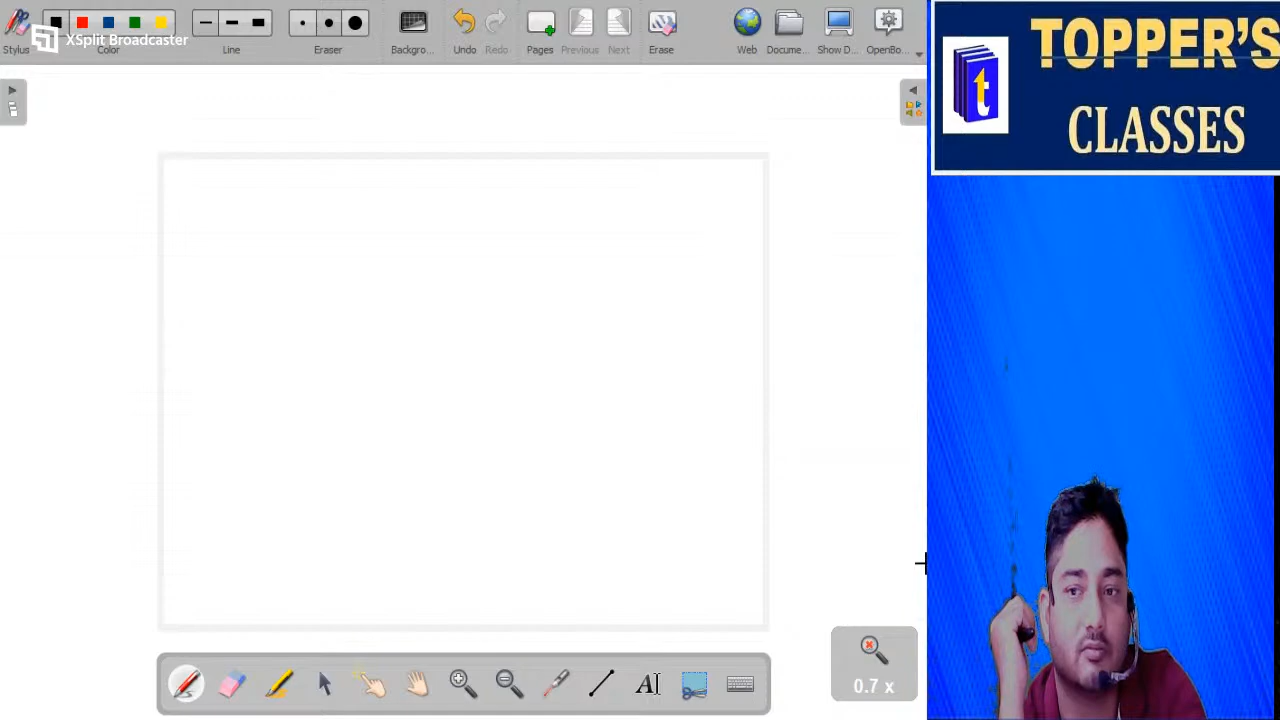 XSplit Broadcaster
Stylus
Color
Line
Eraser
Backgro...
Undo
Redo
Pages
Previous
Next
Erase
Web
Docume...
Show D...
OpenBo...
TOPPER'S
CLASSES
t
0.7 x